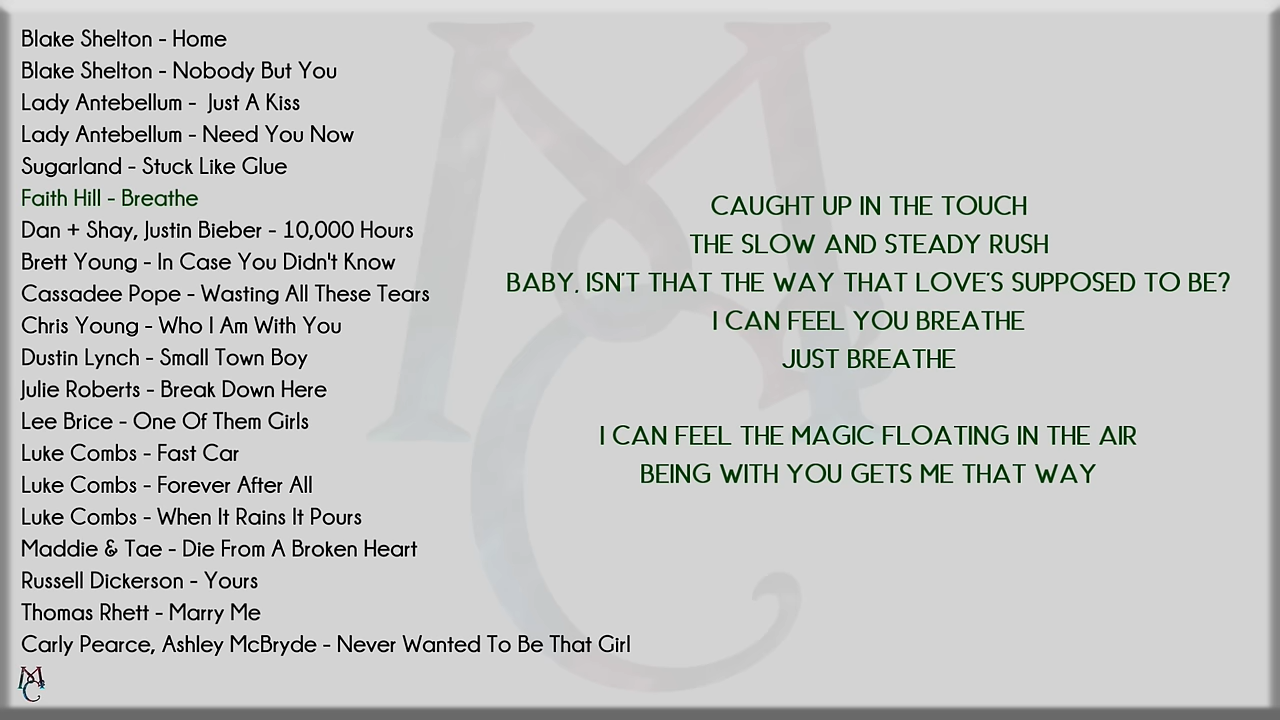 Blake Shelton - Home
Blake Shelton - Nobody But You
Lady Antebellum -  Just A Kiss
Lady Antebellum - Need You Now
Sugarland - Stuck Like Glue
Faith Hill - Breathe
Dan + Shay, Justin Bieber - 10,000 Hours
Brett Young - In Case You Didn't Know
Cassadee Pope - Wasting All These Tears
Chris Young - Who I Am With You
Dustin Lynch - Small Town Boy
Julie Roberts - Break Down Here
Lee Brice - One Of Them Girls
Luke Combs - Fast Car
Luke Combs - Forever After All
Luke Combs - When It Rains It Pours
Maddie & Tae - Die From A Broken Heart
Russell Dickerson - Yours
Thomas Rhett - Marry Me
Carly Pearce, Ashley McBryde - Never Wanted To Be That Girl
CAUGHT UP IN THE TOUCH
THE SLOW AND STEADY RUSH
BABY, ISN'T THAT THE WAY THAT LOVE'S SUPPOSED TO BE?
I CAN FEEL YOU BREATHE
JUST BREATHE
I CAN FEEL THE MAGIC FLOATING IN THE AIR
BEING WITH YOU GETS ME THAT WAY
MC